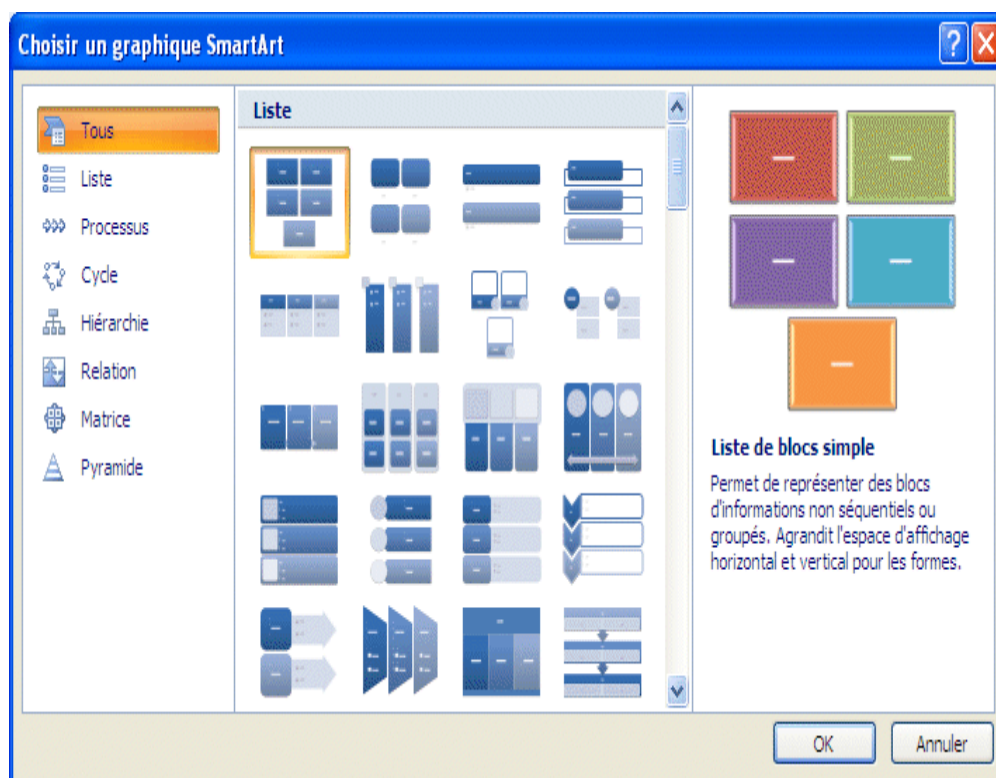 Choisir un graphique SmartArt
?
Tous
Liste
Processus
Cycle
Hiérarchie
Relation
Matrice
Pyramide
Liste
Liste de blocs simple
Permet de représenter des blocs
d'informations non séquentiels ou
groupés. Agrandit l'espace d'affichage
horizontal et vertical pour les formes.
OK
Annuler